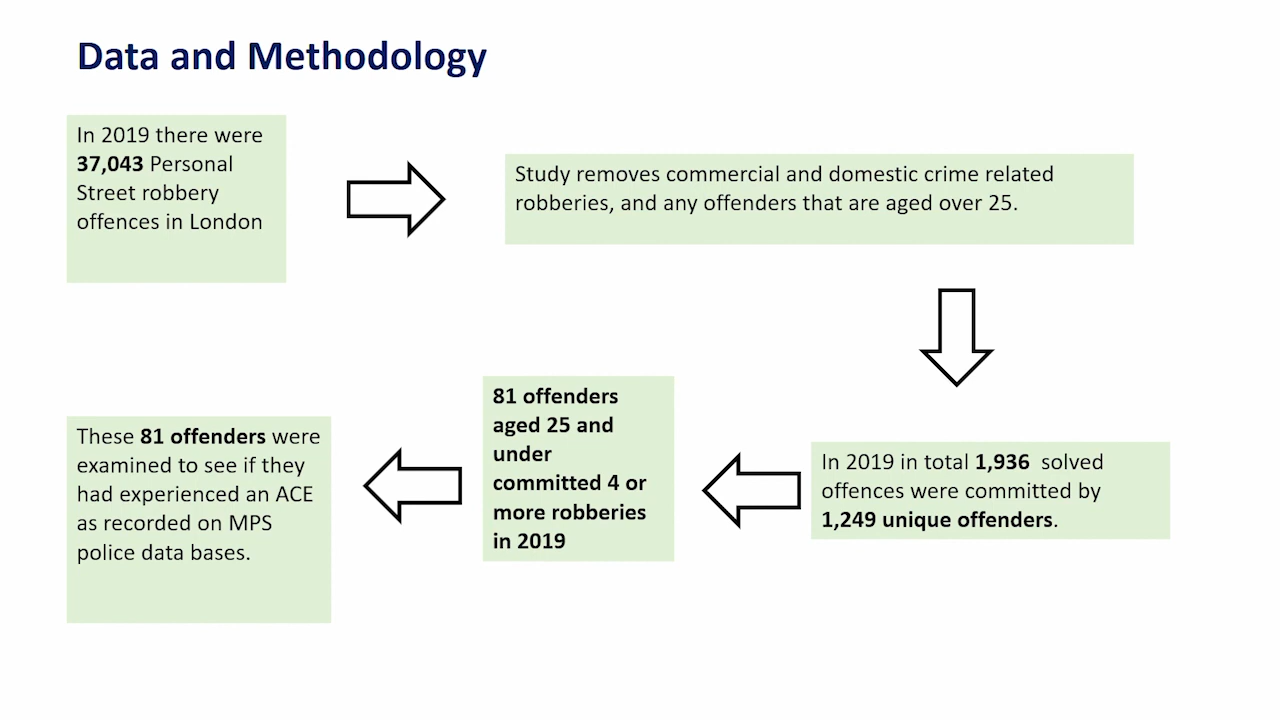 Data and Methodology
In 2019 there were
37,043 Personal
Street robbery
offences in London
Study removes commercial and domestic crime related
robberies, and any offenders that are aged over 25.
In 2019 in total 1,936 solved
offences were committed by
1,249 unique offenders.
81 offenders
aged 25 and
under
committed 4 or
more robberies
in 2019
These 81 offenders were
examined to see if they
had experienced an ACE
as recorded on MPS
police data bases.